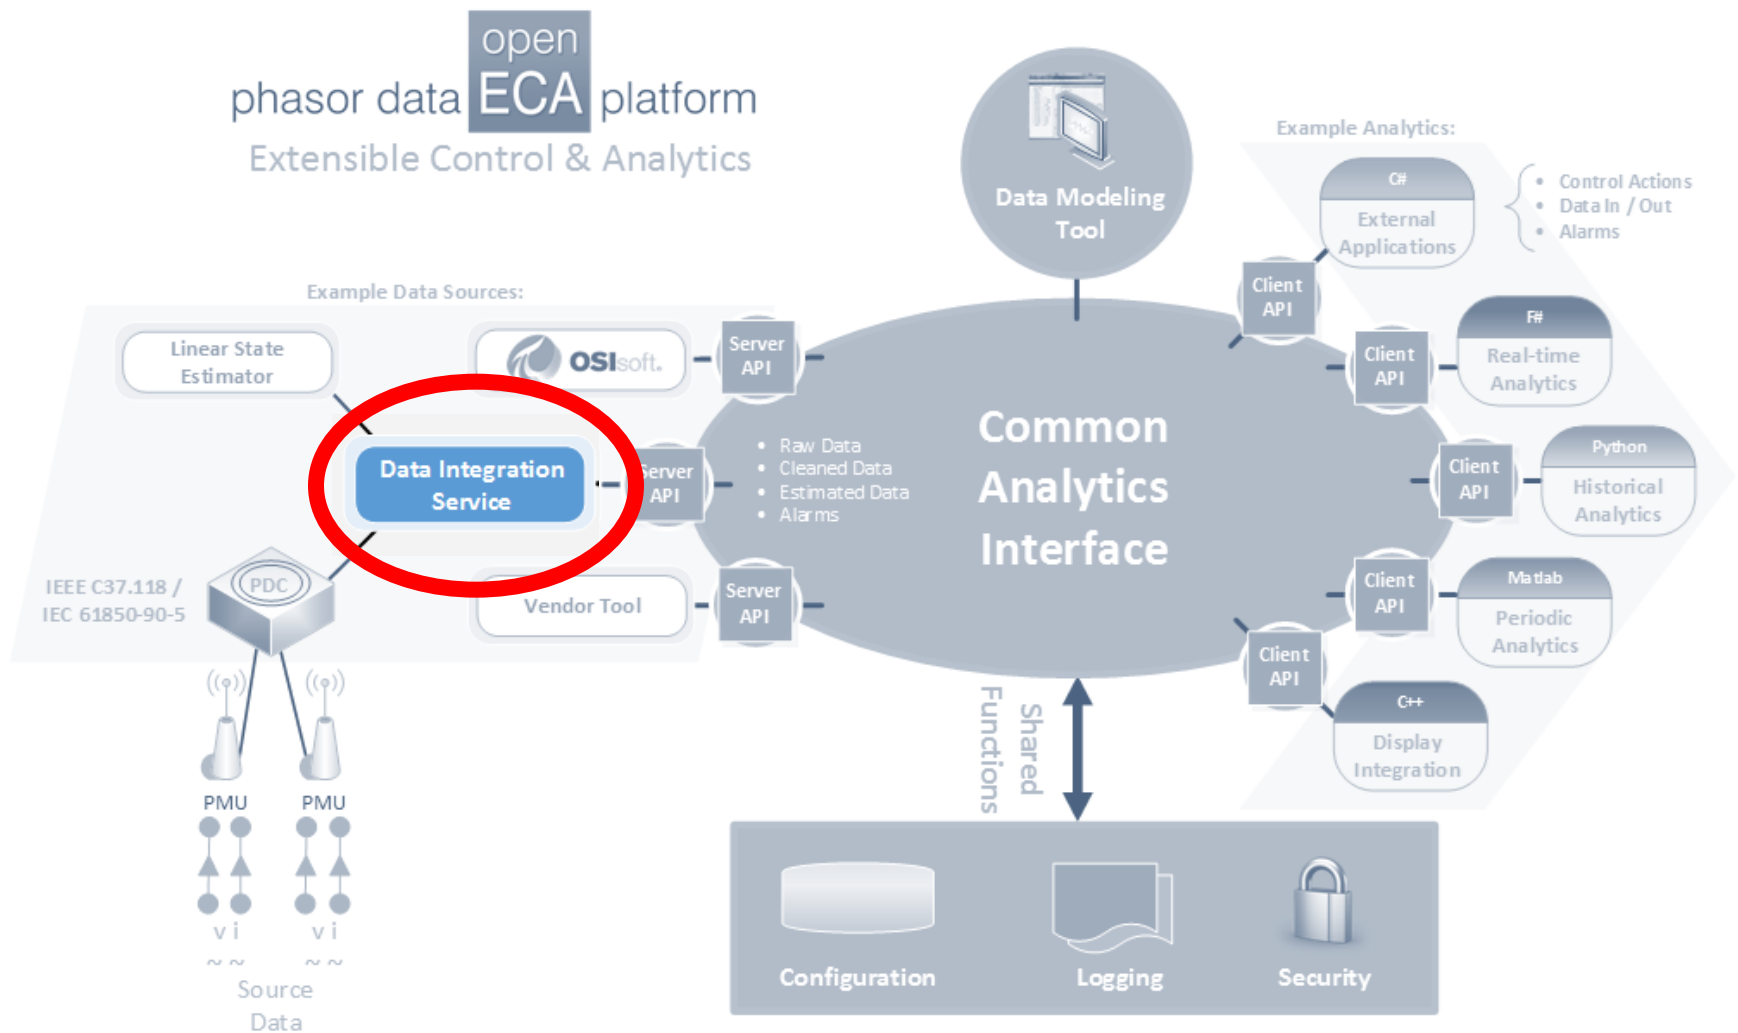 open
phasor data ECA platform
Extensible Control & Analytics
Data Modeling
Tool
Example Analytics:
C#
External
Applications
• Control Actions
• Data In / Out
• Alarms
Client
API
Example Data Sources:
Linear State
Estimator
OSIsoft.
Server
API
F#
Real-time
Analytics
Client
API
Data Integration
Service
Server
API
• Raw Data
• Cleaned Data
• Estimated Data
• Alarms
Common
Analytics
Interface
Client
API
Python
Historical
Analytics
IEEE C37.118 /
IEC 61850-90-5
PDC
Vendor Tool
Server
API
Client
API
Matlab
Periodic
Analytics
Client
API
C++
Display
Integration
Shared
Functions
PMU
PMU
v i
v i
~ ~
~ ~
Source
Data
Configuration
Logging
Security